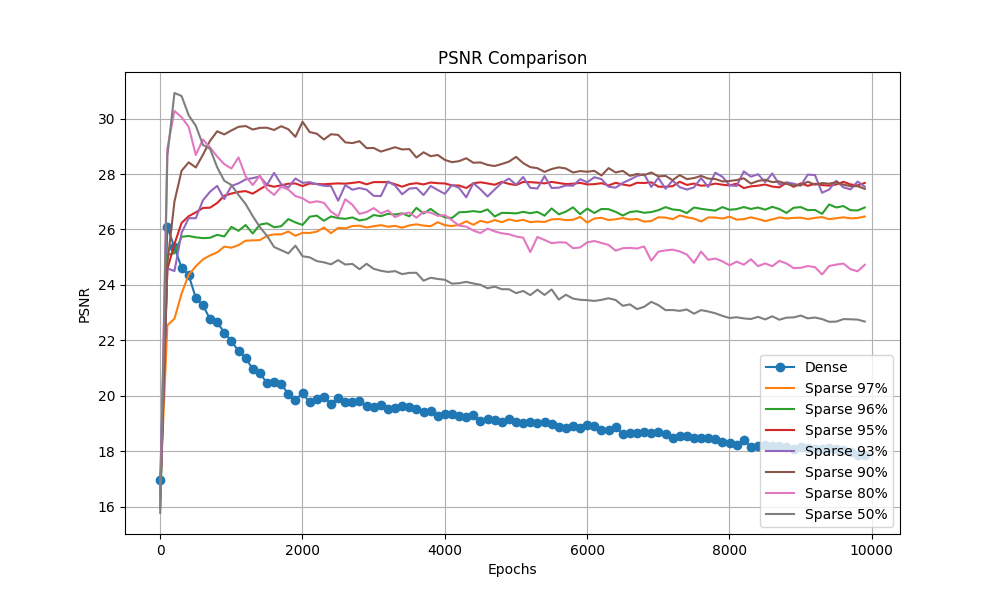 PSNR Comparison
PSNR
30
28
26
24
22
20
18
16
0
2000
4000
6000
8000
10000
Epochs
Dense
Sparse 97%
Sparse 96%
Sparse 95%
Sparse 93%
Sparse 90%
Sparse 80%
Sparse 50%